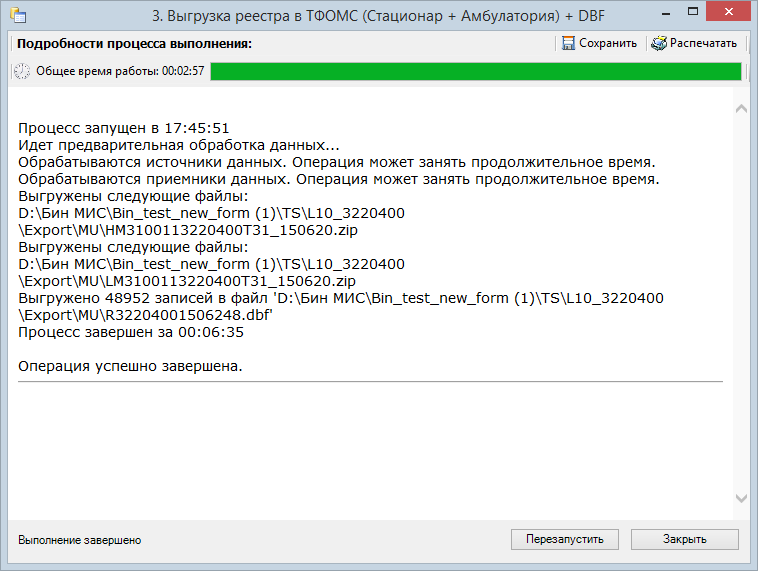 3. Выгрузка реестра в ТФОМС (Стационар + Амбулатория) + DBF
Подробности процесса выполнения:
Сохранить
Распечатать
Общее время работы: 00:02:57
Процесс запущен в 17:45:51
Идет предварительная обработка данных...
Обрабатываются источники данных. Операция может занять продолжительное время.
Обрабатываются приемники данных. Операция может занять продолжительное время.
Выгружены следующие файлы:
D:\Бин МИС\Bin_test_new_form (1)\TS\L10_3220400
\Export\MU\HM3100113220400T31_150620.zip
Выгружены следующие файлы:
D:\Бин МИС\Bin_test_new_form (1)\TS\L10_3220400
\Export\MU\LM3100113220400T31_150620.zip
Выгружено 48952 записей в файл 'D:\Бин МИС\Bin_test_new_form (1)\TS\L10_3220400
\Export\MU\R32204001506248.dbf'
Процесс завершен за 00:06:35
Операция успешно завершена.
Выполнение завершено
Перезапустить
Закрыть